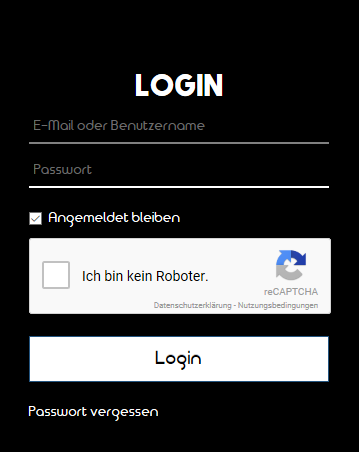 LOGIN
E-Mail oder Benutzername
Passwort
Angemeldet bleiben
Ich bin kein Roboter.
reCAPTCHA
Datenschutzerklärung - Nutzungsbedingungen
Login
Passwort vergessen